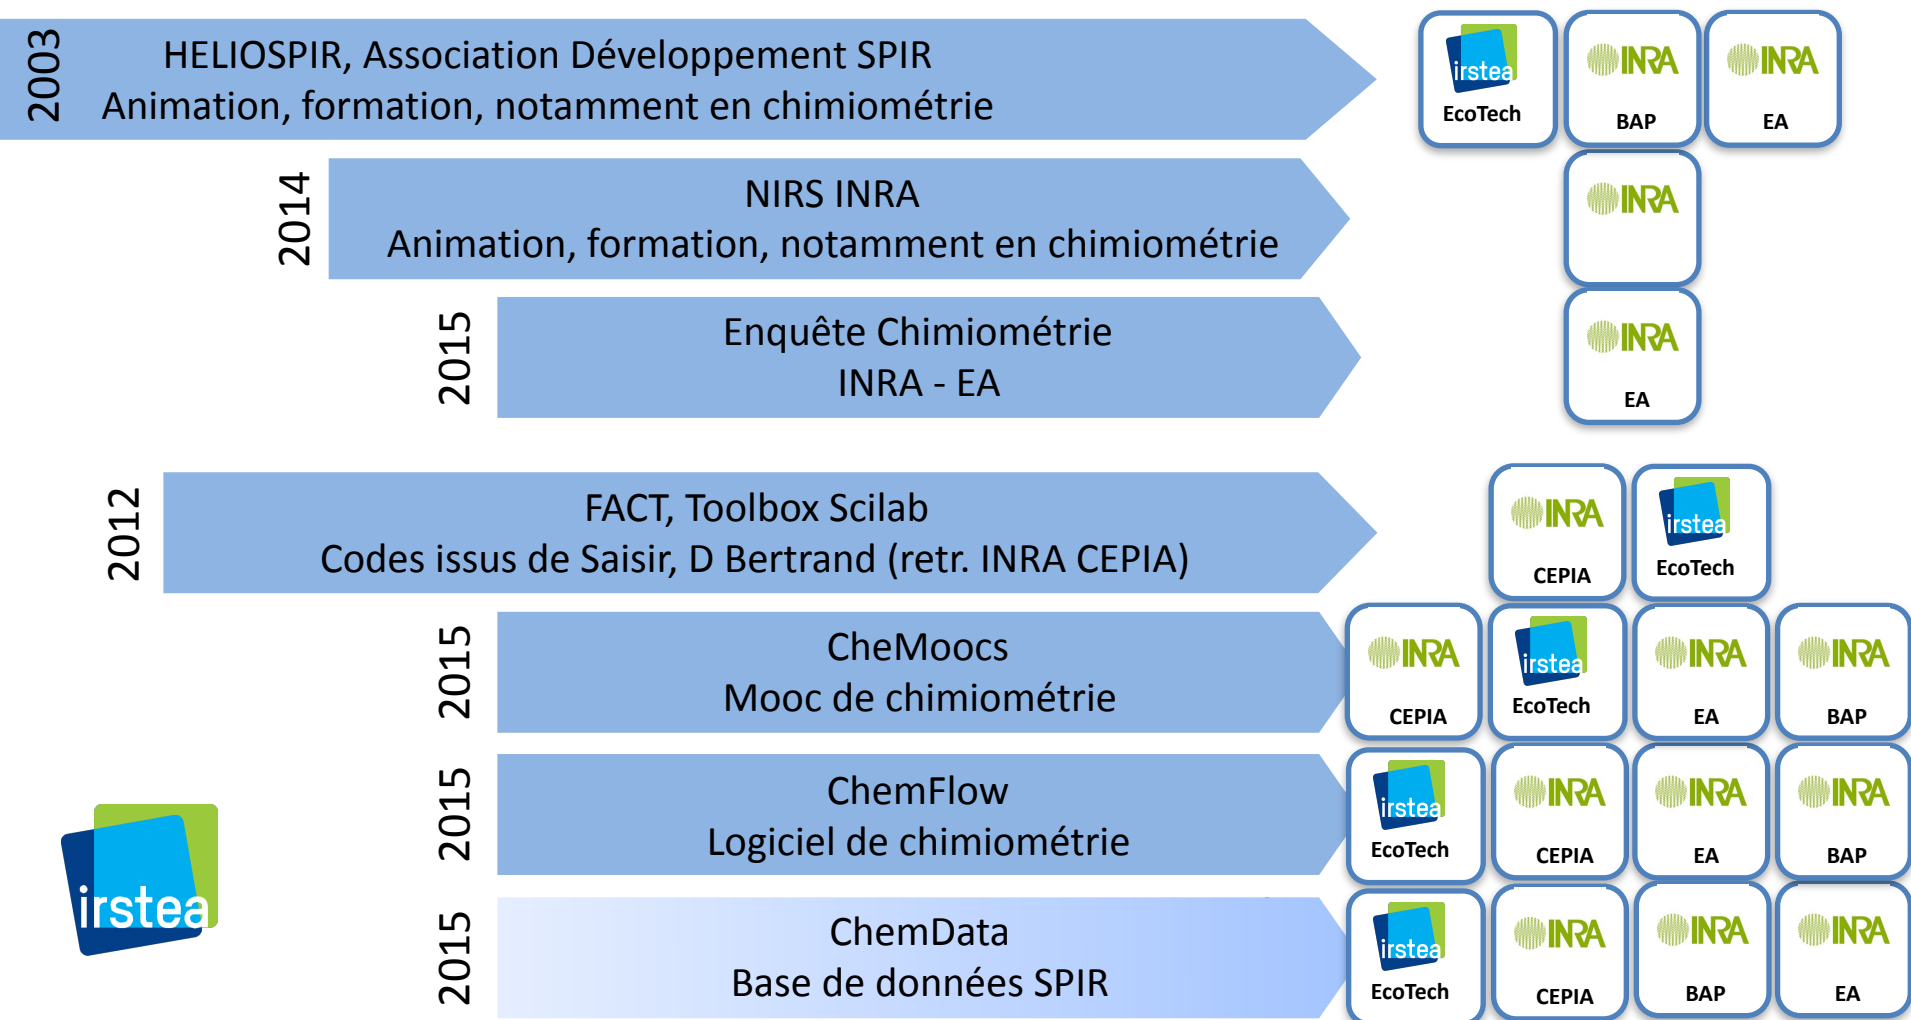 2003
HELIOSPIR, Association Développement SPIR
Animation, formation, notamment en chimiométrie
irstea
EcoTech
INRA
BAP
INRA
EA
2014
NIRS INRA
Animation, formation, notamment en chimiométrie
INRA
2015
Enquête Chimiométrie
INRA - EA
INRA
EA
2012
FACT, Toolbox Scilab
Codes issus de Saisir, D Bertrand (retr. INRA CEPIA)
INRA
CEPIA
irstea
EcoTech
2015
CheMoocs
Mooc de chimiométrie
INRA
CEPIA
irstea
EcoTech
INRA
EA
INRA
BAP
2015
ChemFlow
Logiciel de chimiométrie
irstea
EcoTech
INRA
CEPIA
INRA
EA
INRA
BAP
irstea
2015
ChemData
Base de données SPIR
irstea
EcoTech
INRA
CEPIA
INRA
BAP
INRA
EA